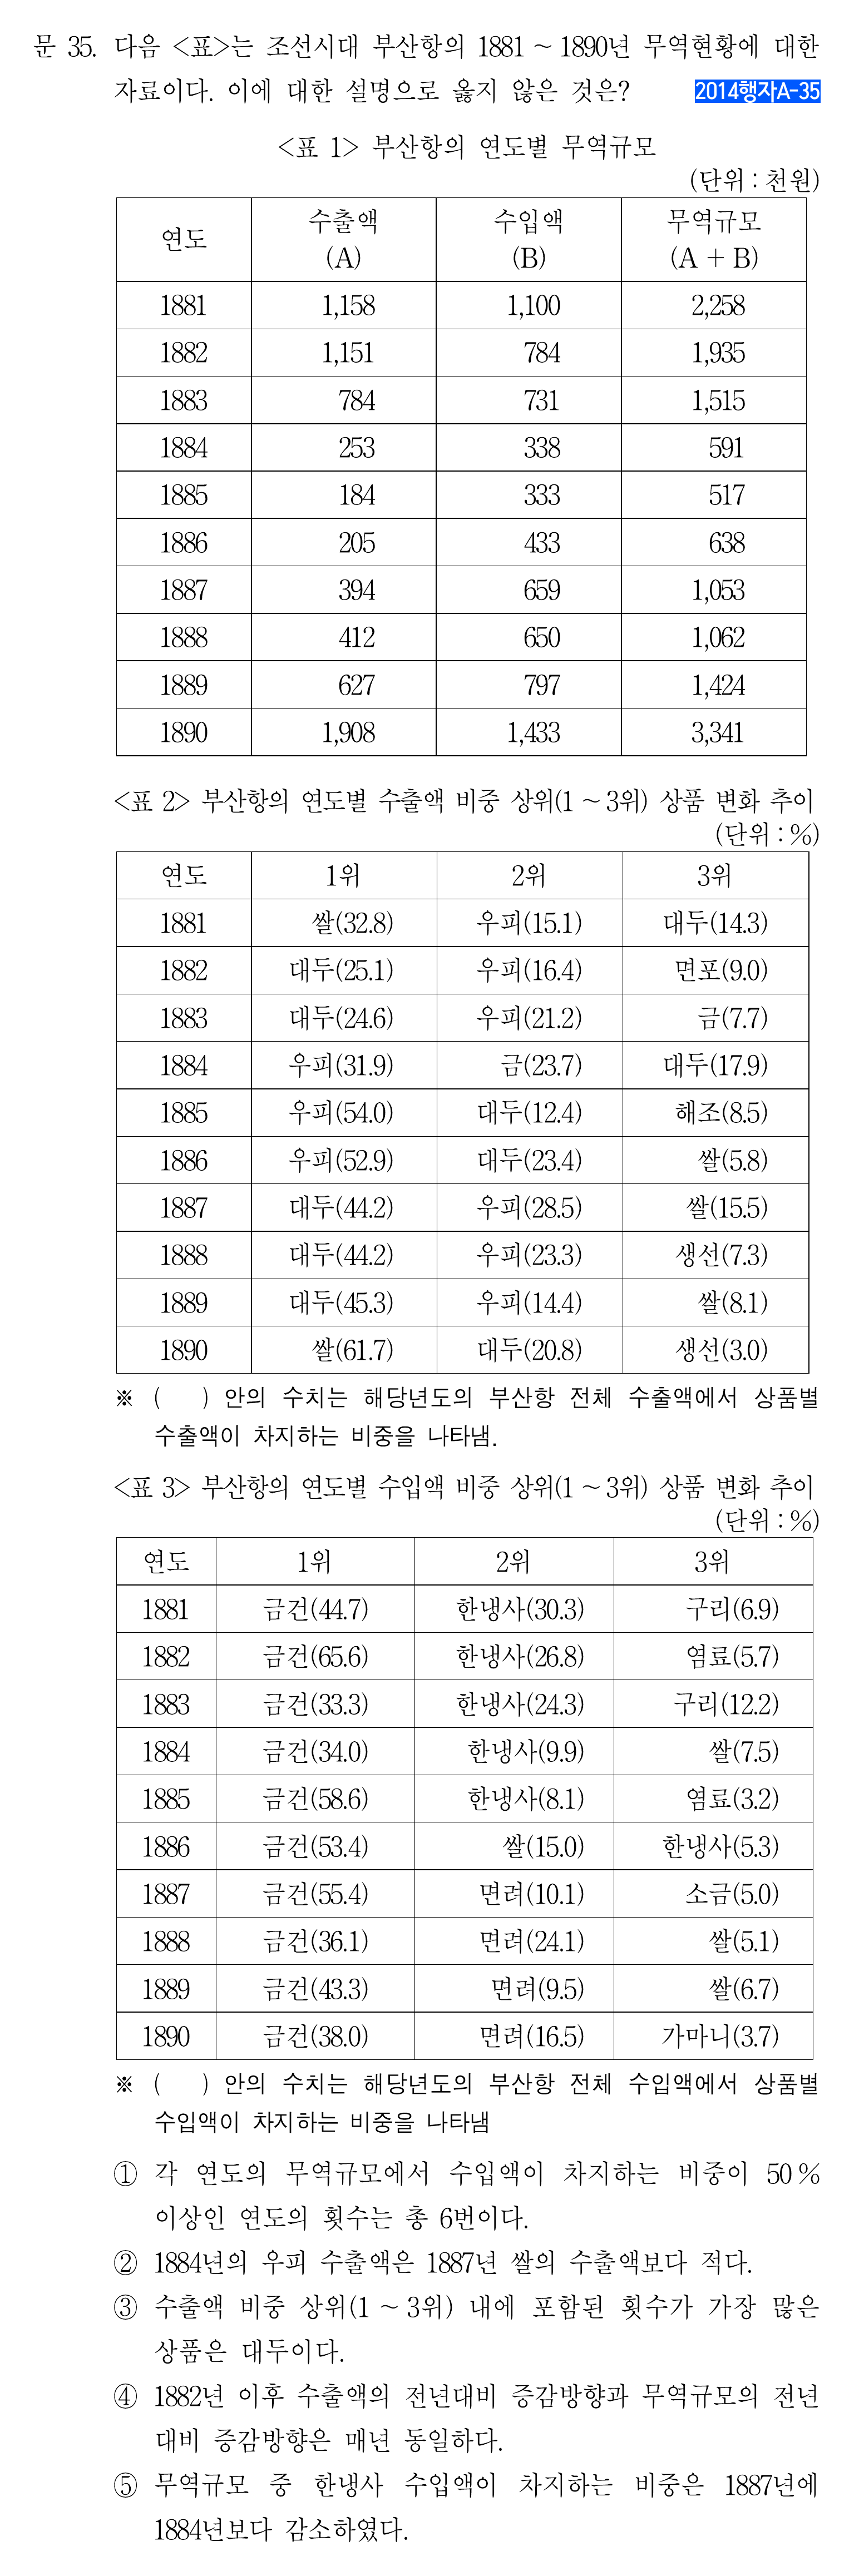 문 35. 다음 <표>는 조선시대 부산항의 1881 ~ 1890년 무역현황에 대한
자료이다. 이에 대한 설명으로 옳지 않은 것은? 2014행자A-35
<표 1> 부산항의 연도별 무역규모
(단위 : 천원)
연도 수출액 (A) 수입액 (B) 무역규모 (A + B)
1881 1,158 1,100 2,258
1882 1,151 784 1,935
1883 784 731 1,515
1884 253 338 591
1885 184 333 517
1886 205 433 638
1887 394 659 1,053
1888 412 650 1,062
1889 627 797 1,424
1890 1,908 1,433 3,341
<표 2> 부산항의 연도별 수출액 비중 상위(1 ~ 3위) 상품 변화 추이
(단위 : %)
연도 1위 2위 3위
1881 쌀(32.8) 우피(15.1) 대두(14.3)
1882 대두(25.1) 우피(16.4) 면포(9.0)
1883 대두(24.6) 우피(21.2) 금(7.7)
1884 우피(31.9) 금(23.7) 대두(17.9)
1885 우피(54.0) 대두(12.4) 해조(8.5)
1886 우피(52.9) 대두(23.4) 쌀(5.8)
1887 대두(44.2) 우피(28.5) 쌀(15.5)
1888 대두(44.2) 우피(23.3) 생선(7.3)
1889 대두(45.3) 우피(14.4) 쌀(8.1)
1890 쌀(61.7) 대두(20.8) 생선(3.0)
※ ( ) 안의 수치는 해당년도의 부산항 전체 수출액에서 상품별
수출액이 차지하는 비중을 나타냄.
<표 3> 부산항의 연도별 수입액 비중 상위(1 ~ 3위) 상품 변화 추이
(단위 : %)
연도 1위 2위 3위
1881 금건(44.7) 한냉사(30.3) 구리(6.9)
1882 금건(65.6) 한냉사(26.8) 염료(5.7)
1883 금건(33.3) 한냉사(24.3) 구리(12.2)
1884 금건(34.0) 한냉사(9.9) 쌀(7.5)
1885 금건(58.6) 한냉사(8.1) 염료(3.2)
1886 금건(53.4) 쌀(15.0) 한냉사(5.3)
1887 금건(55.4) 면려(10.1) 소금(5.0)
1888 금건(36.1) 면려(24.1) 쌀(5.1)
1889 금건(43.3) 면려(9.5) 쌀(6.7)
1890 금건(38.0) 면려(16.5) 가마니(3.7)
※ ( ) 안의 수치는 해당년도의 부산항 전체 수입액에서 상품별
수입액이 차지하는 비중을 나타냄
① 각 연도의 무역규모에서 수입액이 차지하는 비중이 50 %
이상인 연도의 횟수는 총 6번이다.
② 1884년의 우피 수출액은 1887년 쌀의 수출액보다 적다.
③ 수출액 비중 상위(1 ~ 3위) 내에 포함된 횟수가 가장 많은
상품은 대두이다.
④ 1882년 이후 수출액의 전년대비 증감방향과 무역규모의 전년
대비 증감방향은 매년 동일하다.
⑤ 무역규모 중 한냉사 수입액이 차지하는 비중은 1887년에
1884년보다 감소하였다.